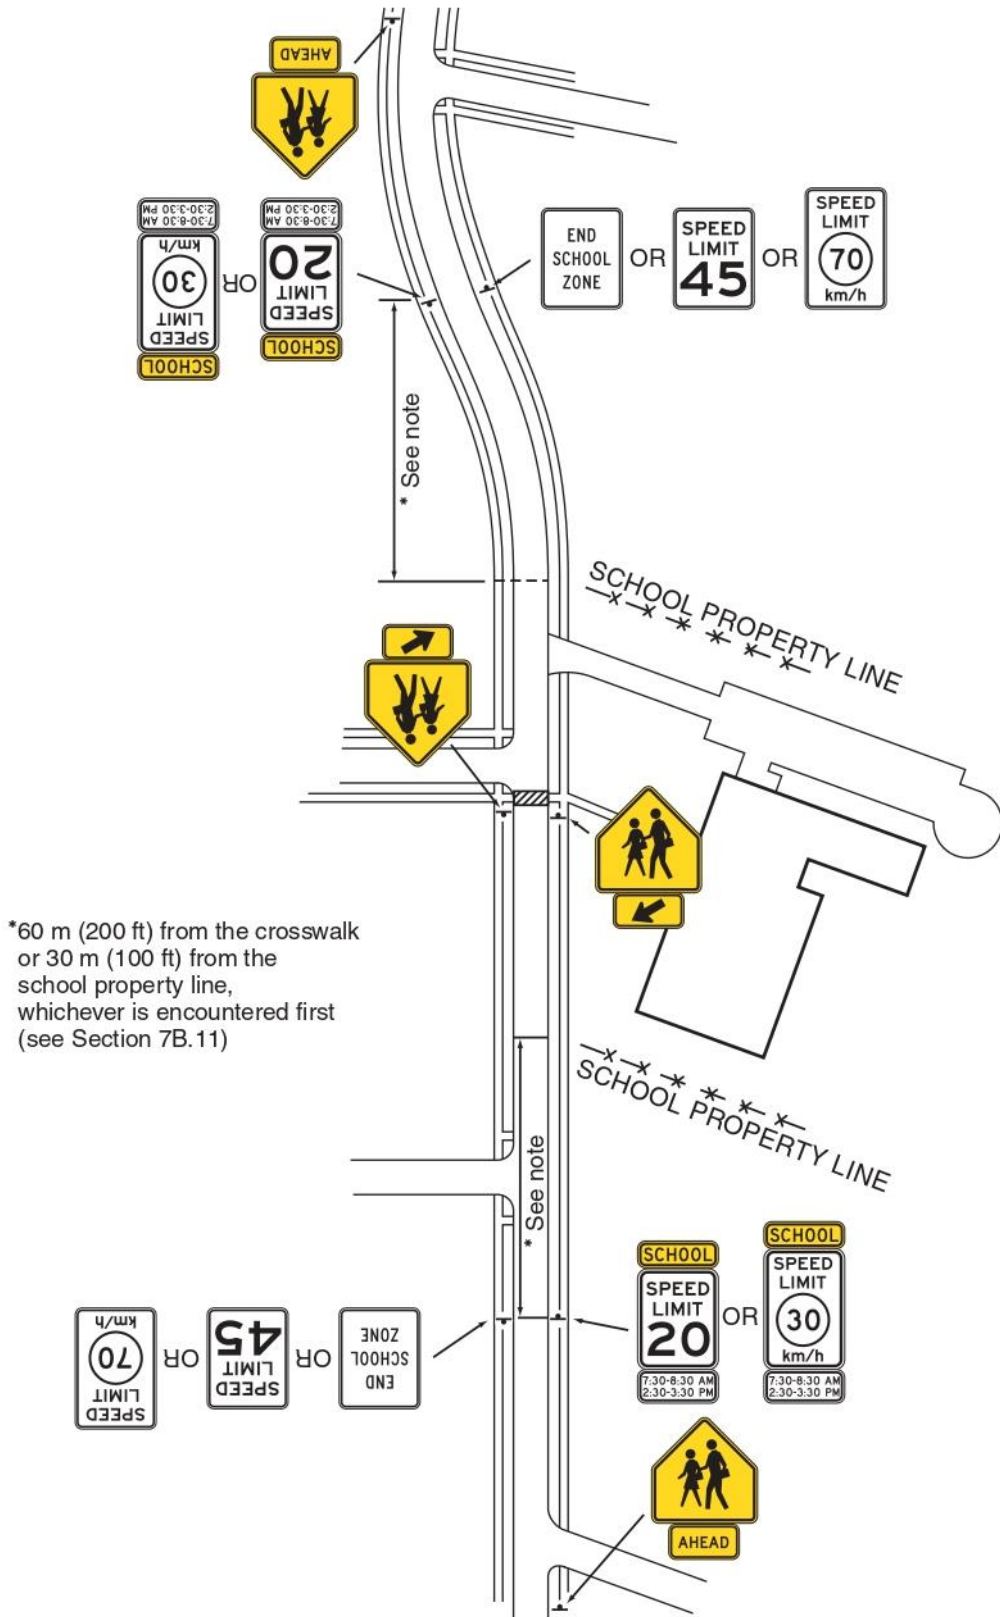 AHEAD
7:30-8:30 AM
2:30-3:30 PM
SPEED
LIMIT
30
km/h
SCHOOL
OR
7:30-8:30 AM
2:30-3:30 PM
SPEED
LIMIT
20
SCHOOL
END
SCHOOL
ZONE
OR
SPEED
LIMIT
45
OR
SPEED
LIMIT
70
km/h
* See note
SCHOOL PROPERTY LINE
*60 m (200 ft) from the crosswalk
or 30 m (100 ft) from the
school property line,
whichever is encountered first
(see Section 7B.11)
SCHOOL PROPERTY LINE
* See note
SPEED
LIMIT
70
km/h
OR
SPEED
LIMIT
45
OR
END
SCHOOL
ZONE
SCHOOL
SPEED
LIMIT
20
7:30-8:30 AM
2:30-3:30 PM
OR
SCHOOL
SPEED
LIMIT
30
km/h
7:30-8:30 AM
2:30-3:30 PM
AHEAD